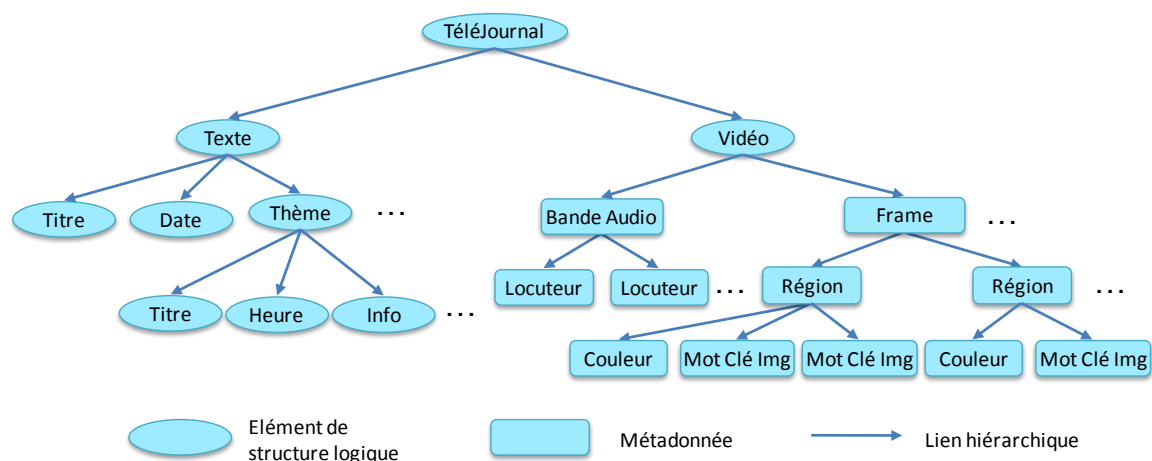 TéléJournal
Texte
Vidéo
Titre
Date
Thème
...
Bande Audio
Frame
...
Locuteur
Locuteur
...
Région
Région
...
Titre
Heure
Info
...
Couleur
Mot Clé Img
Mot Clé Img
Couleur
Mot Clé Img
Elément de
structure logique
Métadonnée
Lien hiérarchique